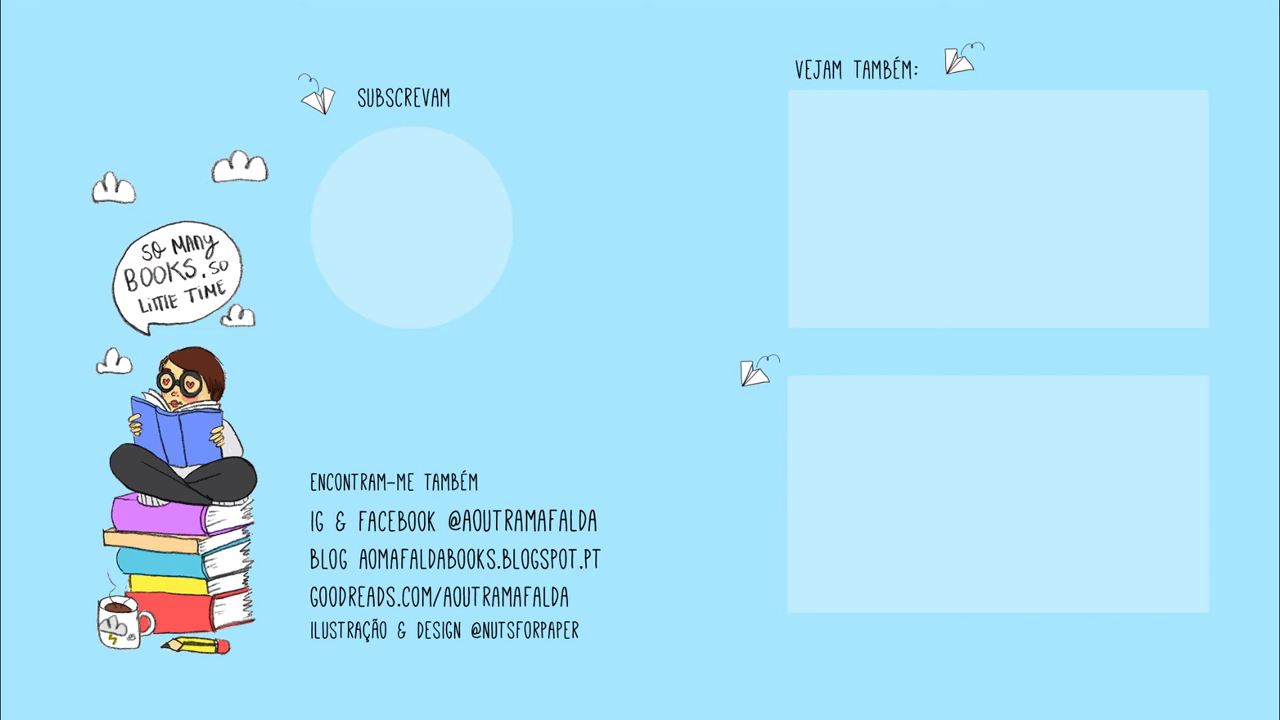 SUBSCREVAM
VEJAM TAMBÉM:
SO MANY
BOOKS, SO
LITTLE TIME
ENCONTRAM-ME TAMBÉM
IG & FACEBOOK @AOUTRAMAFALDA
BLOG AOMAFALDABOOKS.BLOGSPOT.PT
GOODREADS.COM/AOUTRAMAFALDA
ILUSTRAÇÃO & DESIGN @NUTSFORPAPER